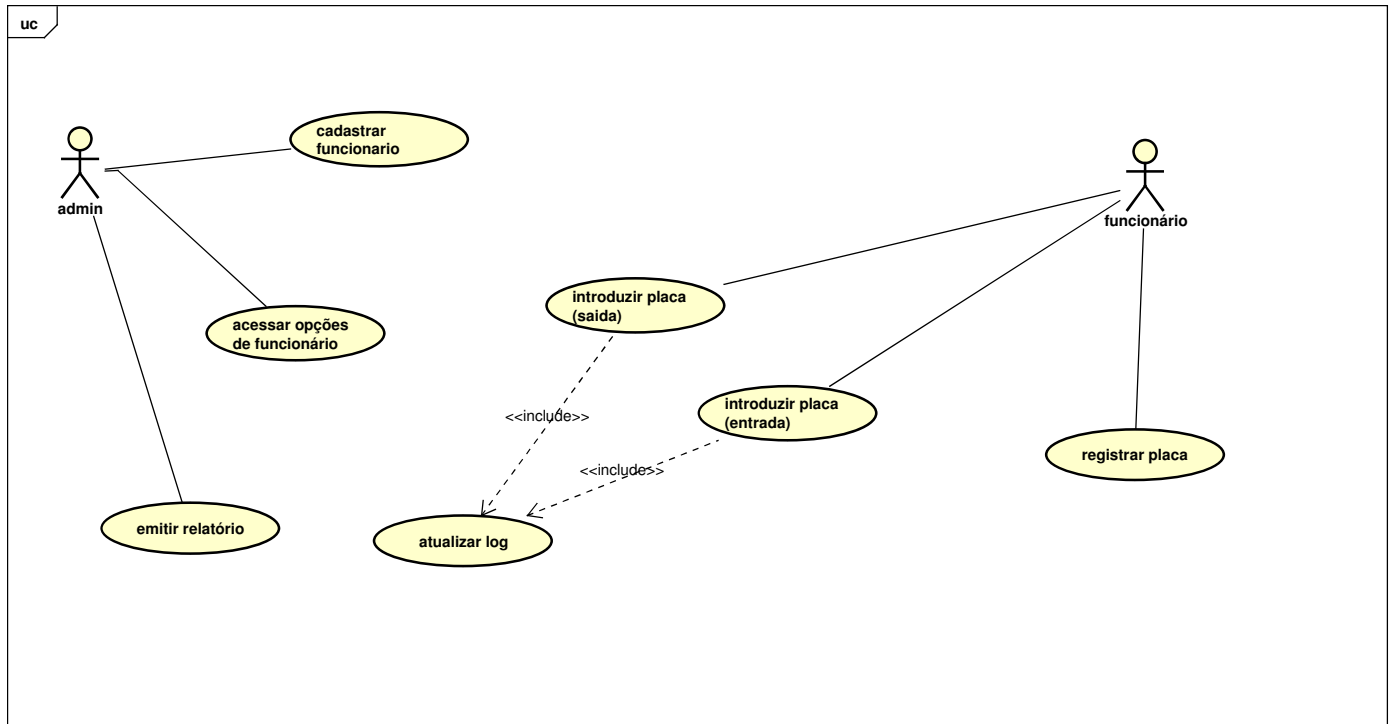 uc
cadastrar
funcionario
admin
funcionário
introduzir placa
(saida)
acessar opções
de funcionário
introduzir placa
(entrada)
<<include>>
registrar placa
<<include>>
emitir relatório
atualizar log